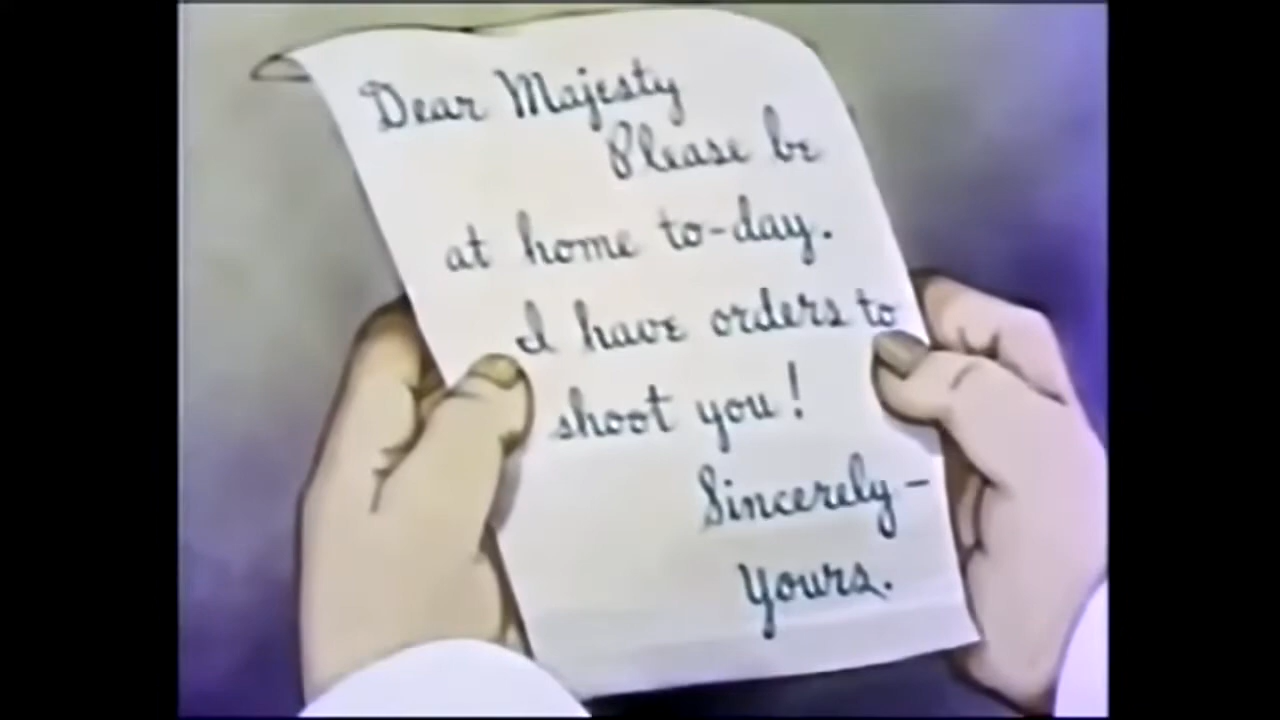 Dear Majesty
Please be
at home to-day.
I have orders to
shoot you!
Sincerely-
yours.